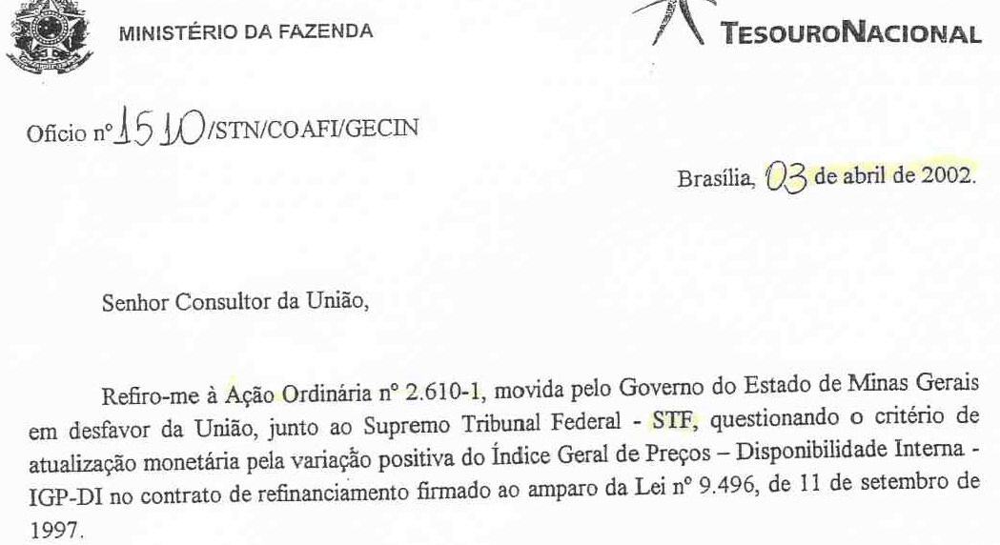 MINISTÉRIO DA FAZENDA
TESOURONACIONAL
Ofício nº 1510/STN/COAFI/GECIN
Brasília, 03 de abril de 2002.
Senhor Consultor da União,
Refiro-me à Ação Ordinária nº 2.610-1, movida pelo Governo do Estado de Minas Gerais
em desfavor da União, junto ao Supremo Tribunal Federal - STF, questionando o critério de
atualização monetária pela variação positiva do Índice Geral de Preços – Disponibilidade Interna -
IGP-DI no contrato de refinanciamento firmado ao amparo da Lei nº 9.496, de 11 de setembro de
1997.